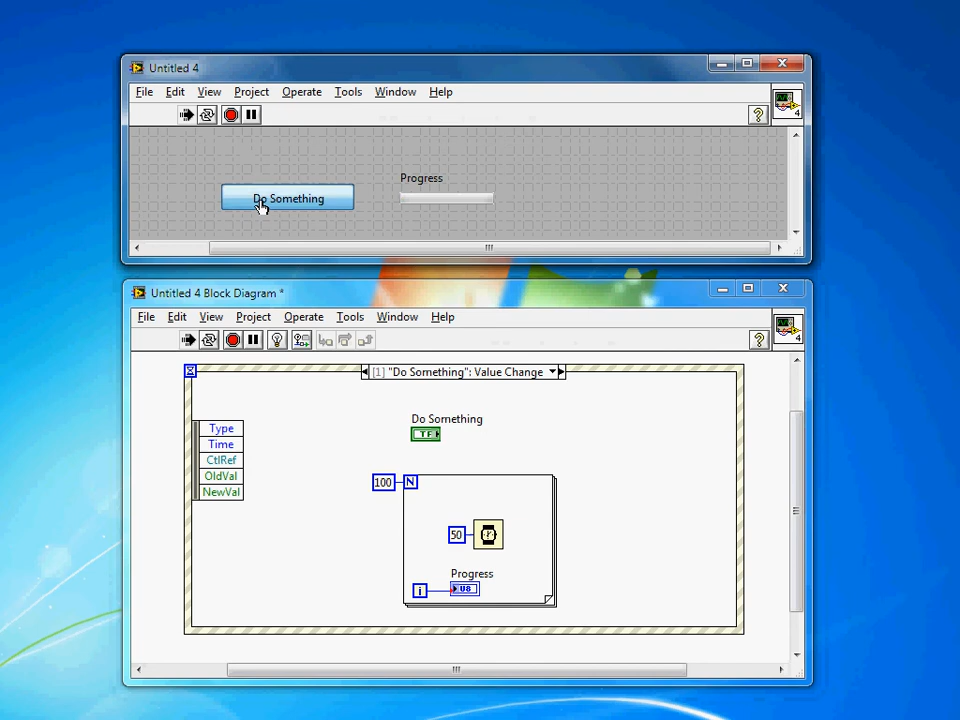 Untitled 4
File Edit View Project Operate Tools Window Help
?
4
Progress
Do Something
Untitled 4 Block Diagram *
File Edit View Project Operate Tools Window Help
?
4
[1] "Do Something": Value Change
Do Something
TF
Type
Time
CtlRef
OldVal
NewVal
100 N
50
Progress
i U8